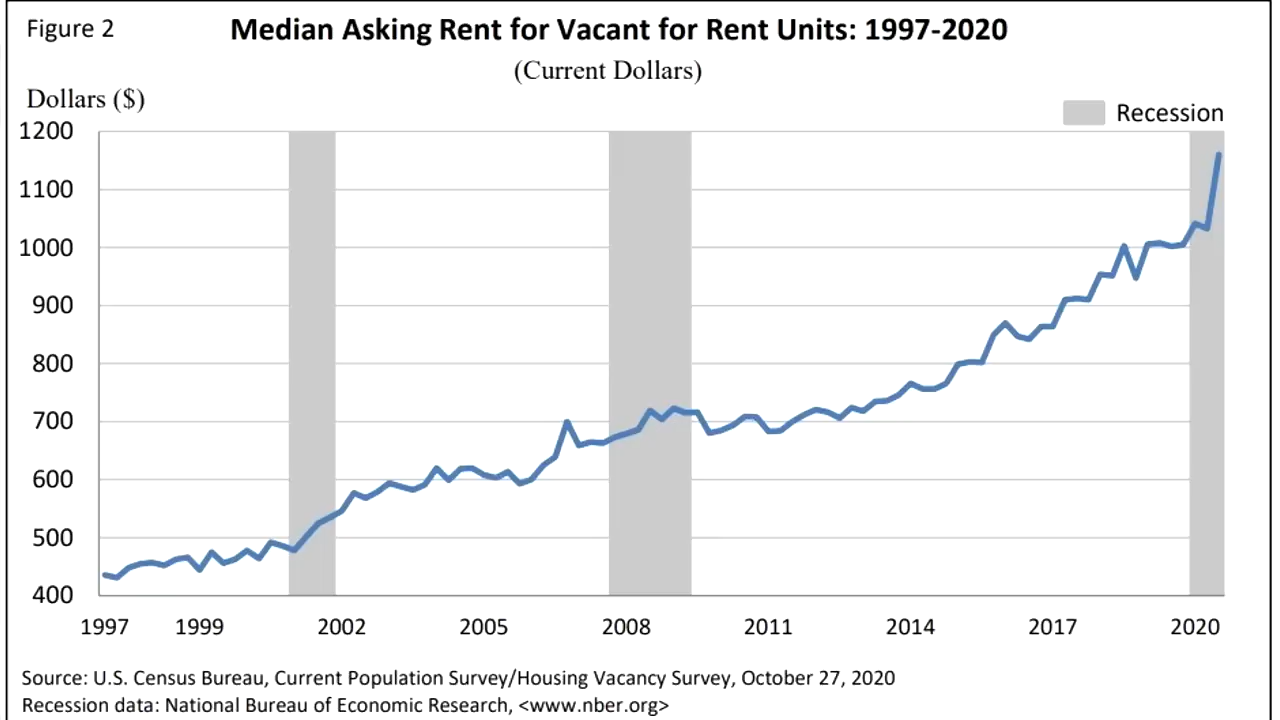 Figure 2
Median Asking Rent for Vacant for Rent Units: 1997-2020
(Current Dollars)
Dollars ($)
Recession
1200
1100
1000
900
800
700
600
500
400
1997 1999 2002 2005 2008 2011 2014 2017 2020
Source: U.S. Census Bureau, Current Population Survey/Housing Vacancy Survey, October 27, 2020
Recession data: National Bureau of Economic Research, <www.nber.org>